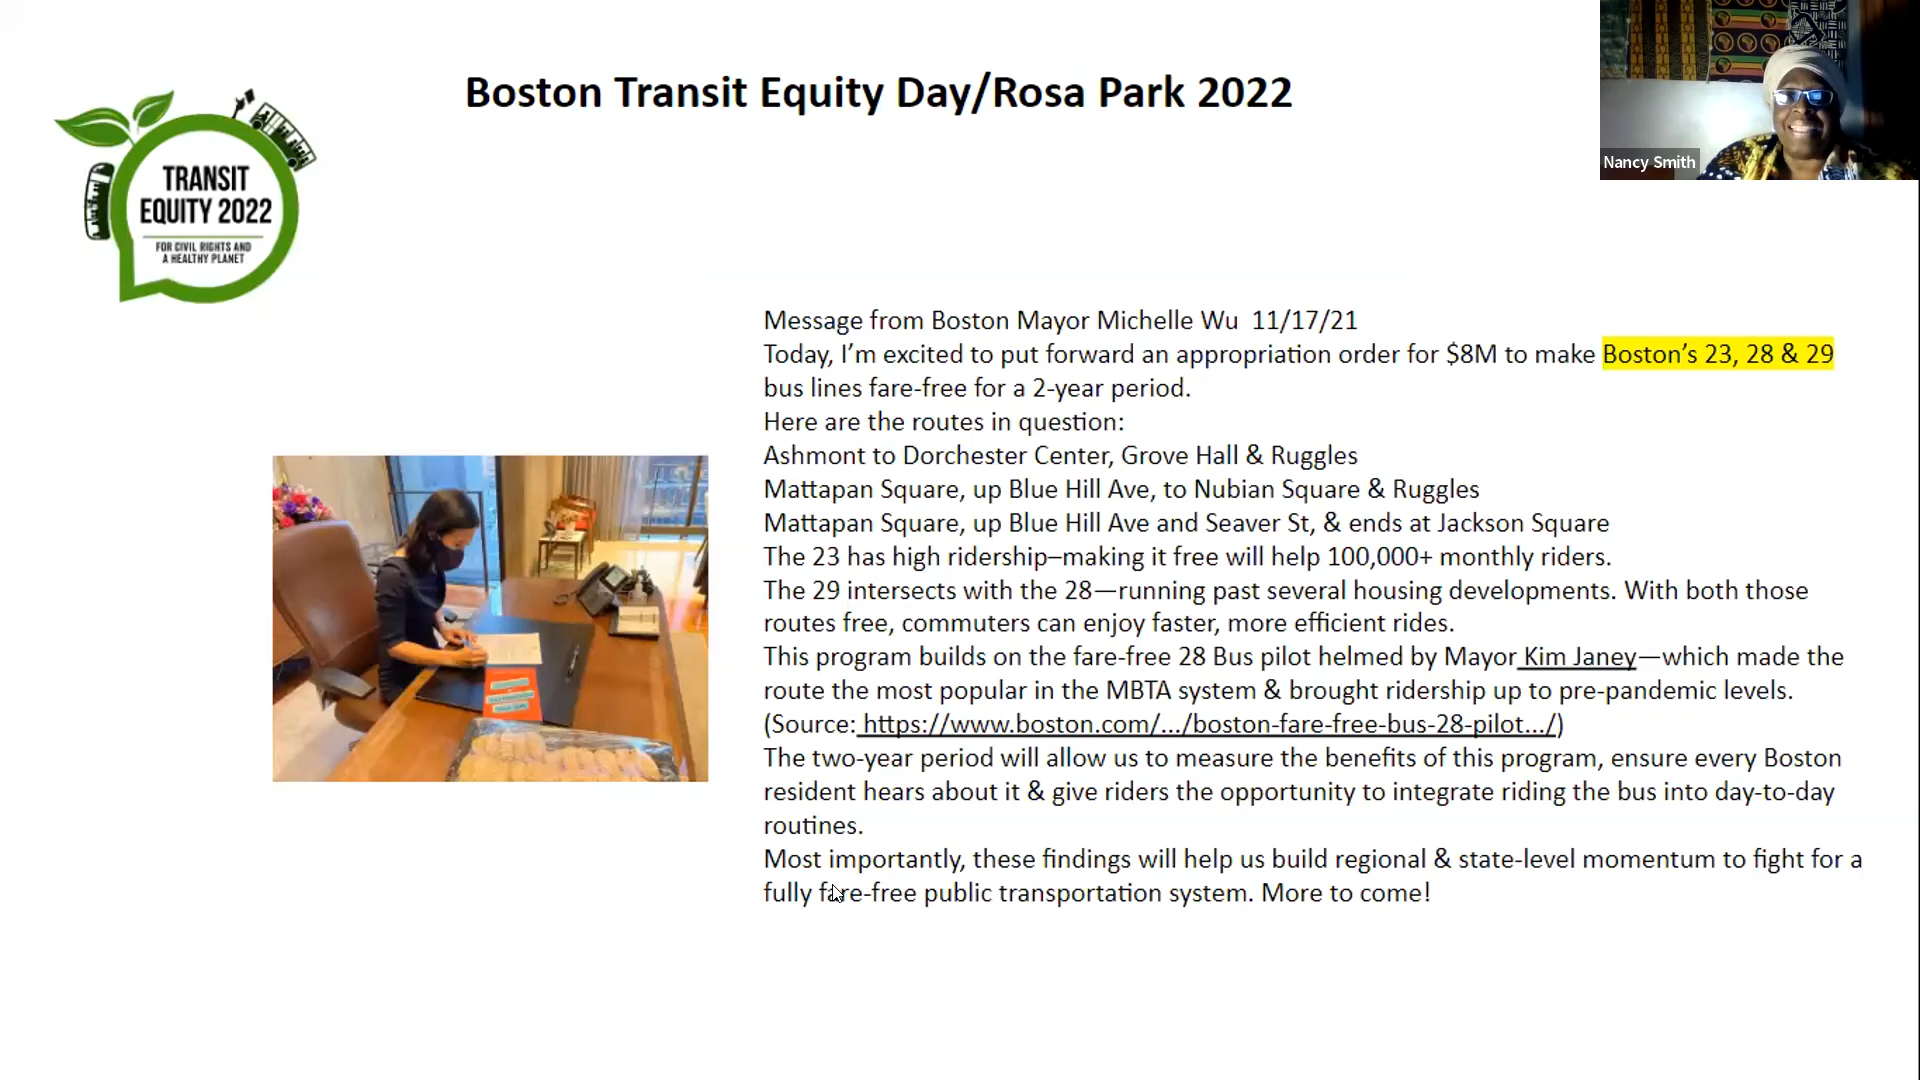 Boston Transit Equity Day/Rosa Park 2022
Nancy Smith
TRANSIT
EQUITY 2022
FOR CIVIL RIGHTS AND
A HEALTHY PLANET
Message from Boston Mayor Michelle Wu  11/17/21
Today, I’m excited to put forward an appropriation order for $8M to make Boston’s 23, 28 & 29
bus lines fare-free for a 2-year period.
Here are the routes in question:
Ashmont to Dorchester Center, Grove Hall & Ruggles
Mattapan Square, up Blue Hill Ave, to Nubian Square & Ruggles
Mattapan Square, up Blue Hill Ave and Seaver St, & ends at Jackson Square
The 23 has high ridership–making it free will help 100,000+ monthly riders.
The 29 intersects with the 28—running past several housing developments. With both those
routes free, commuters can enjoy faster, more efficient rides.
This program builds on the fare-free 28 Bus pilot helmed by Mayor Kim Janey—which made the
route the most popular in the MBTA system & brought ridership up to pre-pandemic levels.
(Source: https://www.boston.com/.../boston-fare-free-bus-28-pilot.../)
The two-year period will allow us to measure the benefits of this program, ensure every Boston
resident hears about it & give riders the opportunity to integrate riding the bus into day-to-day
routines.
Most importantly, these findings will help us build regional & state-level momentum to fight for a
fully fare-free public transportation system. More to come!